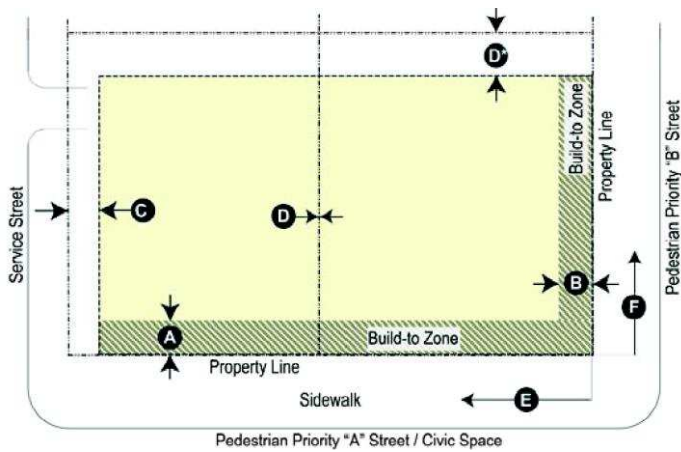 D*
Build-to Zone
Property Line
Pedestrian Priority "B" Street
Service Street
C
D
B
F
A
Build-to Zone
Property Line
Sidewalk
E
Pedestrian Priority "A" Street / Civic Space